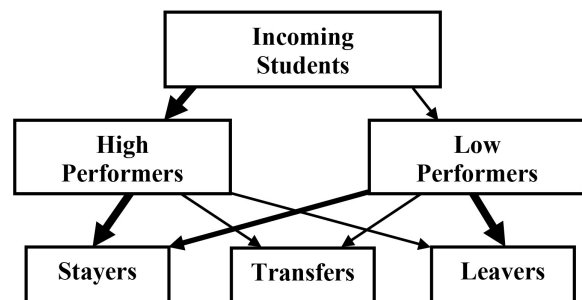 Incoming
Students
High
Performers
Low
Performers
Stayers
Transfers
Leavers